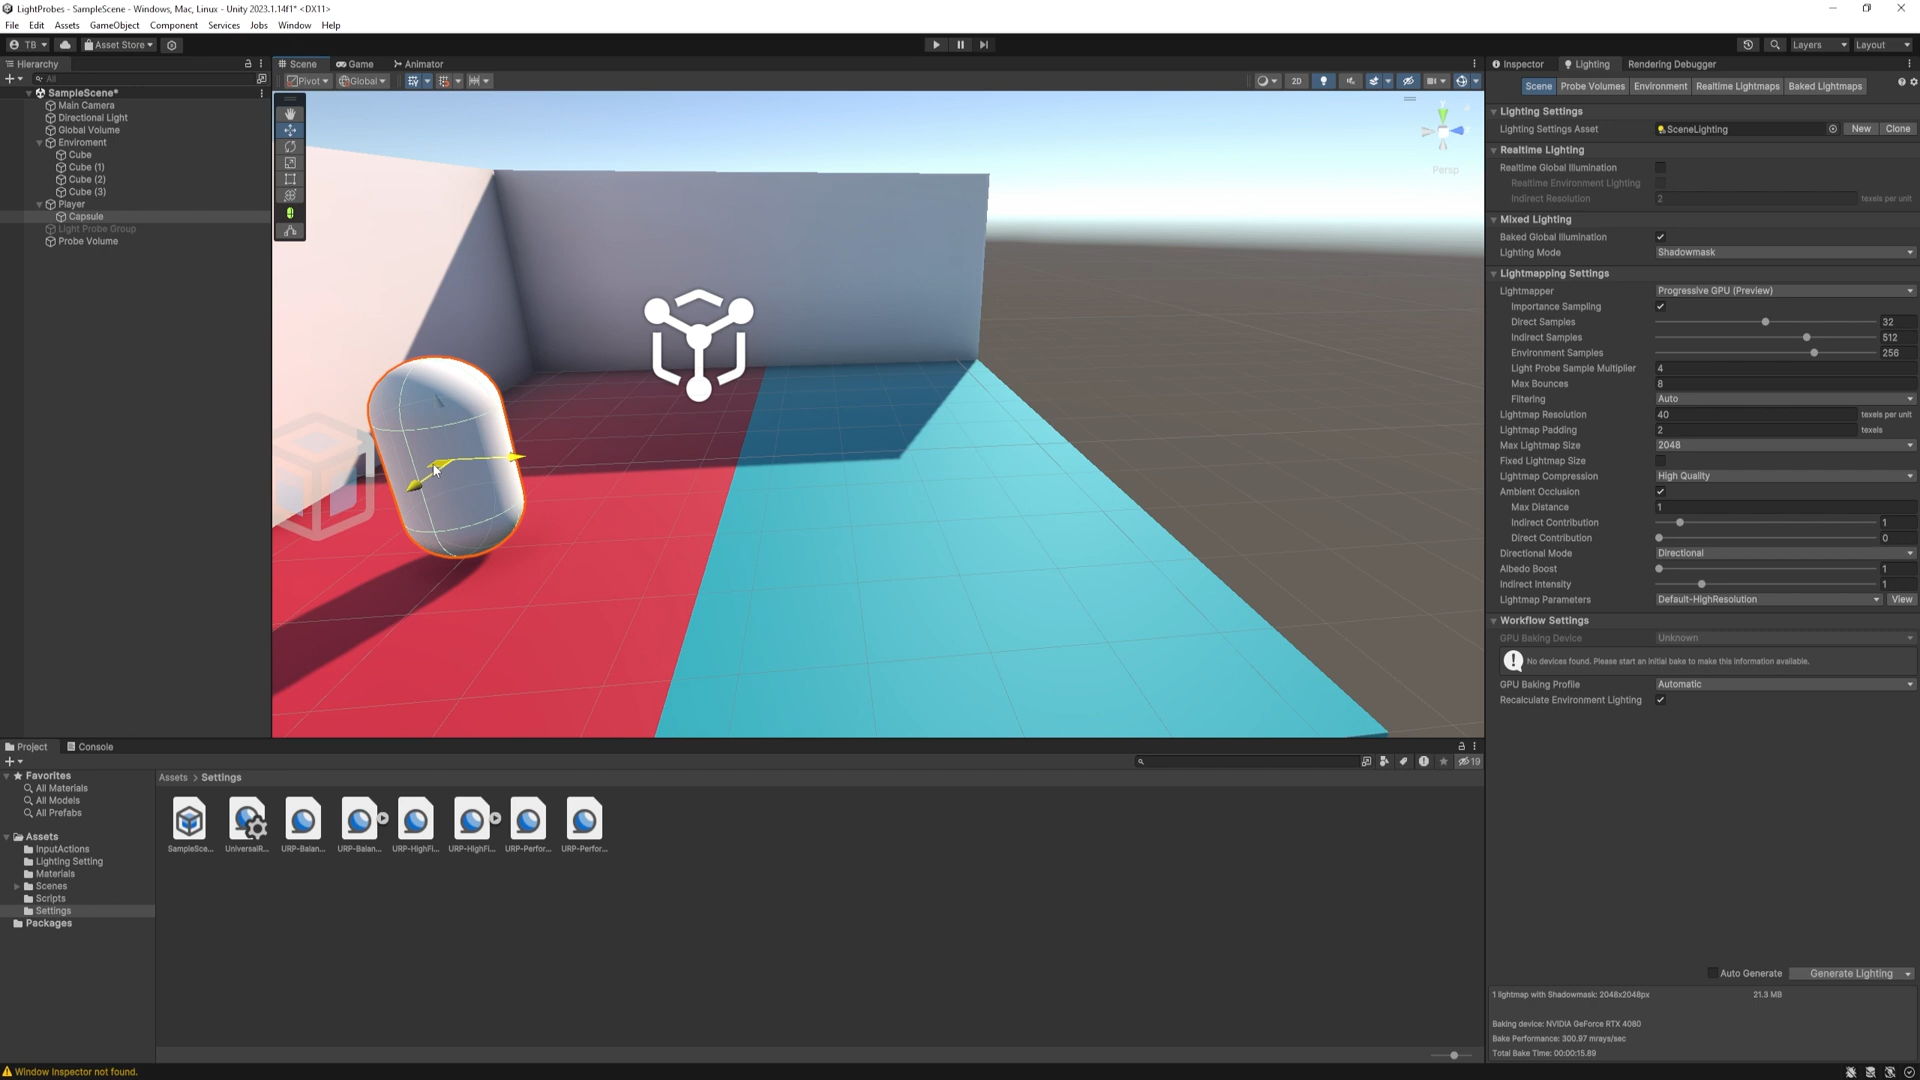 LightProbes - SampleScene - Windows, Mac, Linux - Unity 2023.1.14f1* <DX11>
File Edit Assets GameObject Component Services Jobs Window Help
TB Asset Store Layers Layout
Hierarchy
All
SampleScene*
Main Camera
Directional Light
Global Volume
Enviroment
Cube
Cube (1)
Cube (2)
Cube (3)
Player
Capsule
Light Probe Group
Probe Volume
Scene Game Animator
Pivot Global 2D
Persp
Inspector Lighting Rendering Debugger
Scene Probe Volumes Environment Realtime Lightmaps Baked Lightmaps
Lighting Settings
Lighting Settings Asset SceneLighting New Clone
Realtime Lighting
Realtime Global Illumination
Realtime Environment Lighting
Indirect Resolution 2 texels per unit
Mixed Lighting
Baked Global Illumination
Lighting Mode Shadowmask
Lightmapping Settings
Lightmapper Progressive GPU (Preview)
Importance Sampling
Direct Samples 32
Indirect Samples 512
Environment Samples 256
Light Probe Sample Multiplier 4
Max Bounces 8
Filtering Auto
Lightmap Resolution 40 texels per unit
Lightmap Padding 2 texels
Max Lightmap Size 2048
Fixed Lightmap Size
Lightmap Compression High Quality
Ambient Occlusion
Max Distance 1
Indirect Contribution 1
Direct Contribution 0
Directional Mode Directional
Albedo Boost 1
Indirect Intensity 1
Lightmap Parameters Default-HighResolution View
Workflow Settings
GPU Baking Device Unknown
No devices found. Please start an initial bake to make this information available.
GPU Baking Profile Automatic
Recalculate Environment Lighting
Auto Generate Generate Lighting
1 lightmap with Shadowmask: 2048x2048px 21.3 MB
Baking device: NVIDIA GeForce RTX 4080
Bake Performance: 300.97 mrays/sec
Total Bake Time: 00:00:15.89
Project Console
19
Favorites
All Materials
All Models
All Prefabs
Assets
InputActions
Lighting Setting
Materials
Scenes
Scripts
Settings
Packages
Assets > Settings
SampleSce... UniversalR... URP-Balan... URP-Balan... URP-HighFi... URP-HighFi... URP-Perfor... URP-Perfor...
Window Inspector not found.